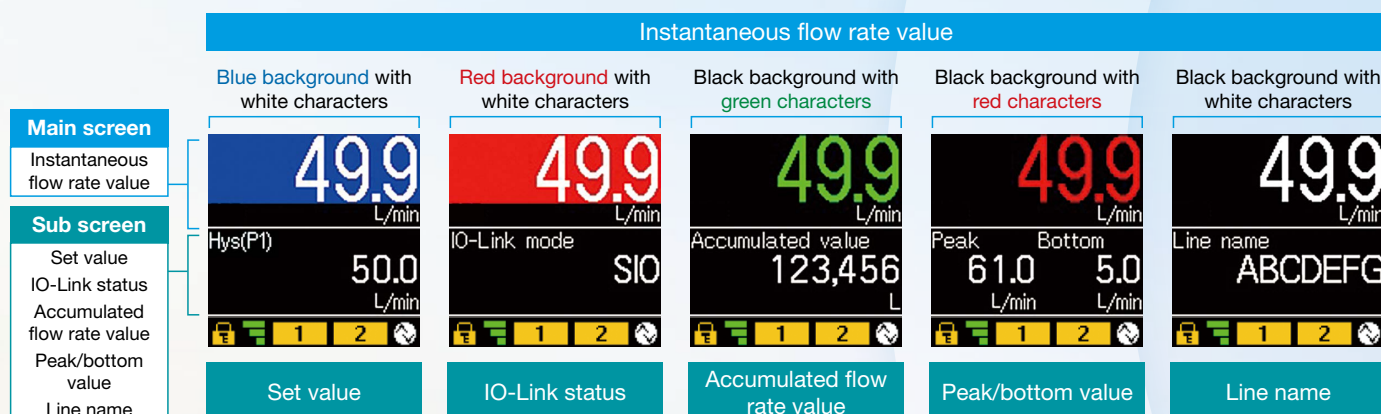 Instantaneous flow rate value
Blue background with
white characters
Red background with
white characters
Black background with
green characters
Black background with
red characters
Black background with
white characters
Main screen
Instantaneous
flow rate value
Sub screen
Set value
IO-Link status
Accumulated
flow rate value
Peak/bottom
value
Line name
49.9
L/min
Hys(P1)
50.0
L/min
E 1 2
49.9
L/min
IO-Link mode
SIO
E 1 2
49.9
L/min
Accumulated value
123,456
L
E 1 2
49.9
L/min
Peak Bottom
61.0 5.0
L/min L/min
E 1 2
49.9
L/min
Line name
ABCDEFG
E 1 2
Set value
IO-Link status
Accumulated flow
rate value
Peak/bottom value
Line name